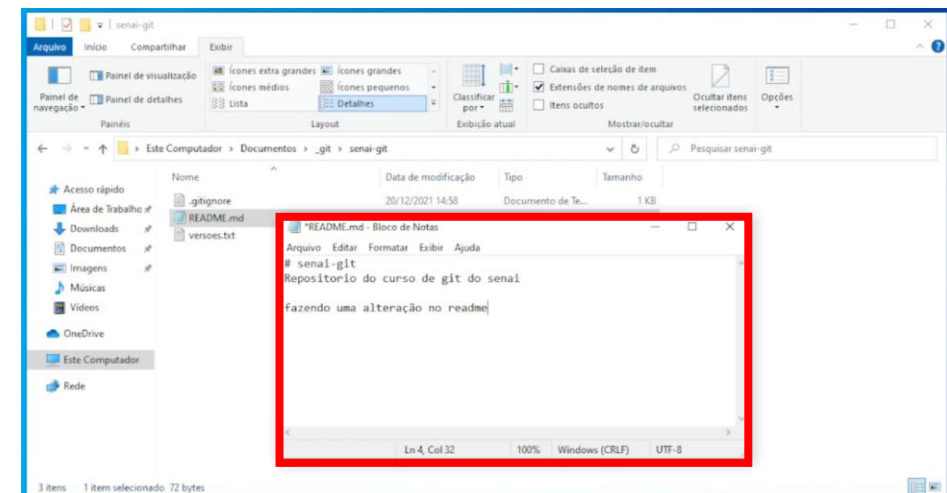 senai-git
Arquivo Início Compartilhar Exibir
Painel de navegação
Painel de visualização
Painel de detalhes
Painéis
Ícones extra grandes Ícones grandes
Ícones médios Ícones pequenos
Lista Detalhes
Layout
Classificar por
Exibição atual
Caixas de seleção de item
Extensões de nomes de arquivos
Itens ocultos
Ocultar itens selecionados
Mostrar/ocultar
Opções
Este Computador > Documentos > _git > senai-git
Pesquisar senai-git
Nome Data de modificação Tipo Tamanho
Acesso rápido
Área de Trabalho
Downloads
Documentos
Imagens
Músicas
Vídeos
OneDrive
Este Computador
Rede
.gitignore 20/12/2021 14:58 Documento de Te... 1 KB
README.md
versoes.txt
*README.md - Bloco de Notas
Arquivo Editar Formatar Exibir Ajuda
# senai-git
Repositorio do curso de git do senai
fazendo uma alteração no readme
Ln 4, Col 32 100% Windows (CRLF) UTF-8
3 itens 1 item selecionado 72 bytes